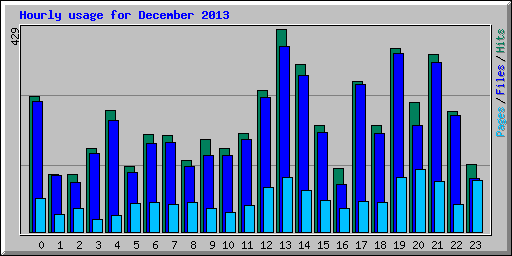 Hourly usage for December 2013
429
Pages/Files/Hits
0 1 2 3 4 5 6 7 8 9 10 11 12 13 14 15 16 17 18 19 20 21 22 23